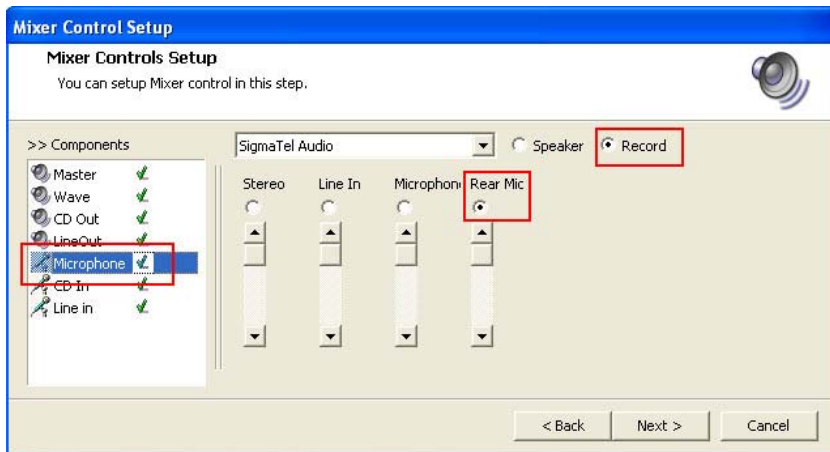 Mixer Control Setup
Mixer Controls Setup
You can setup Mixer control in this step.
>> Components
Master
Wave
CD Out
LineOut
Microphone
CD In
Line in
SigmaTel Audio
Speaker
Record
Stereo
Line In
Microphon
Rear Mic
< Back
Next >
Cancel